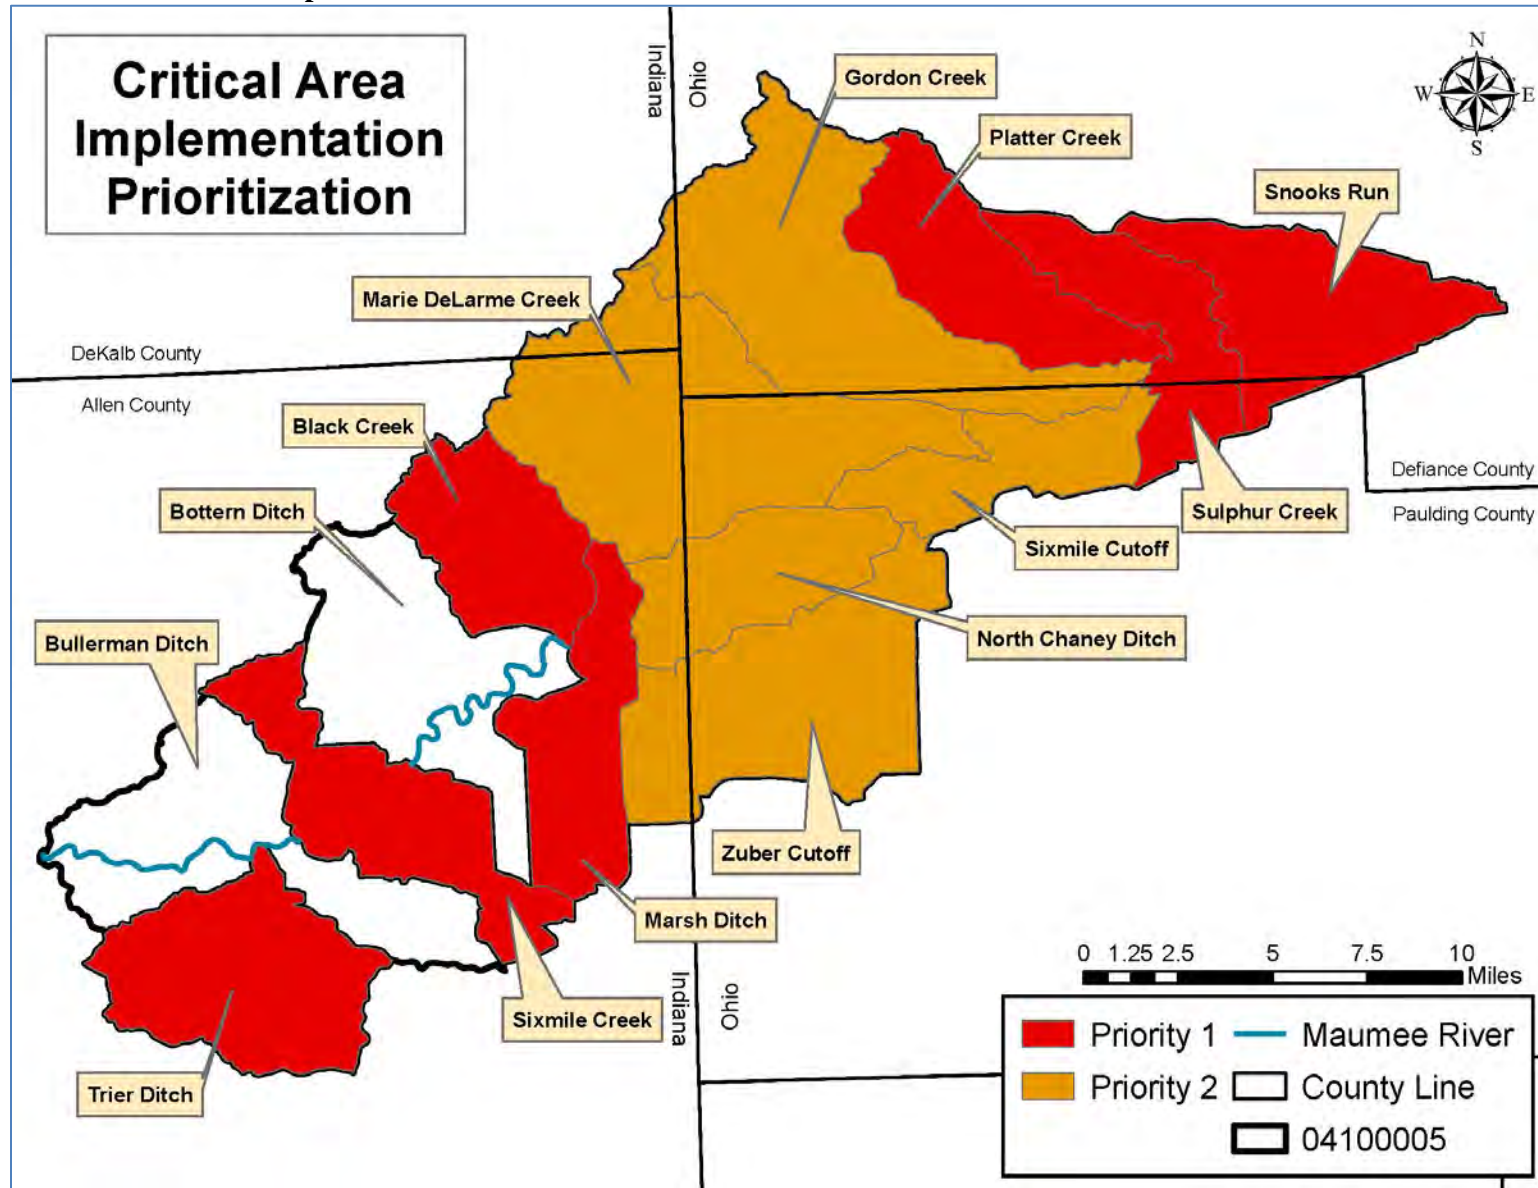 Critical Area
Implementation
Prioritization
Indiana
Ohio
N
W
E
S
Gordon Creek
Platter Creek
Snooks Run
Marie DeLarme Creek
DeKalb County
Allen County
Black Creek
Bottern Ditch
Defiance County
Paulding County
Sulphur Creek
Sixmile Cutoff
North Chaney Ditch
Bullerman Ditch
Zuber Cutoff
Marsh Ditch
Sixmile Creek
Trier Ditch
Indiana
Ohio
0 1.25 2.5 5 7.5 10
Miles
Priority 1 Maumee River
Priority 2 County Line
04100005